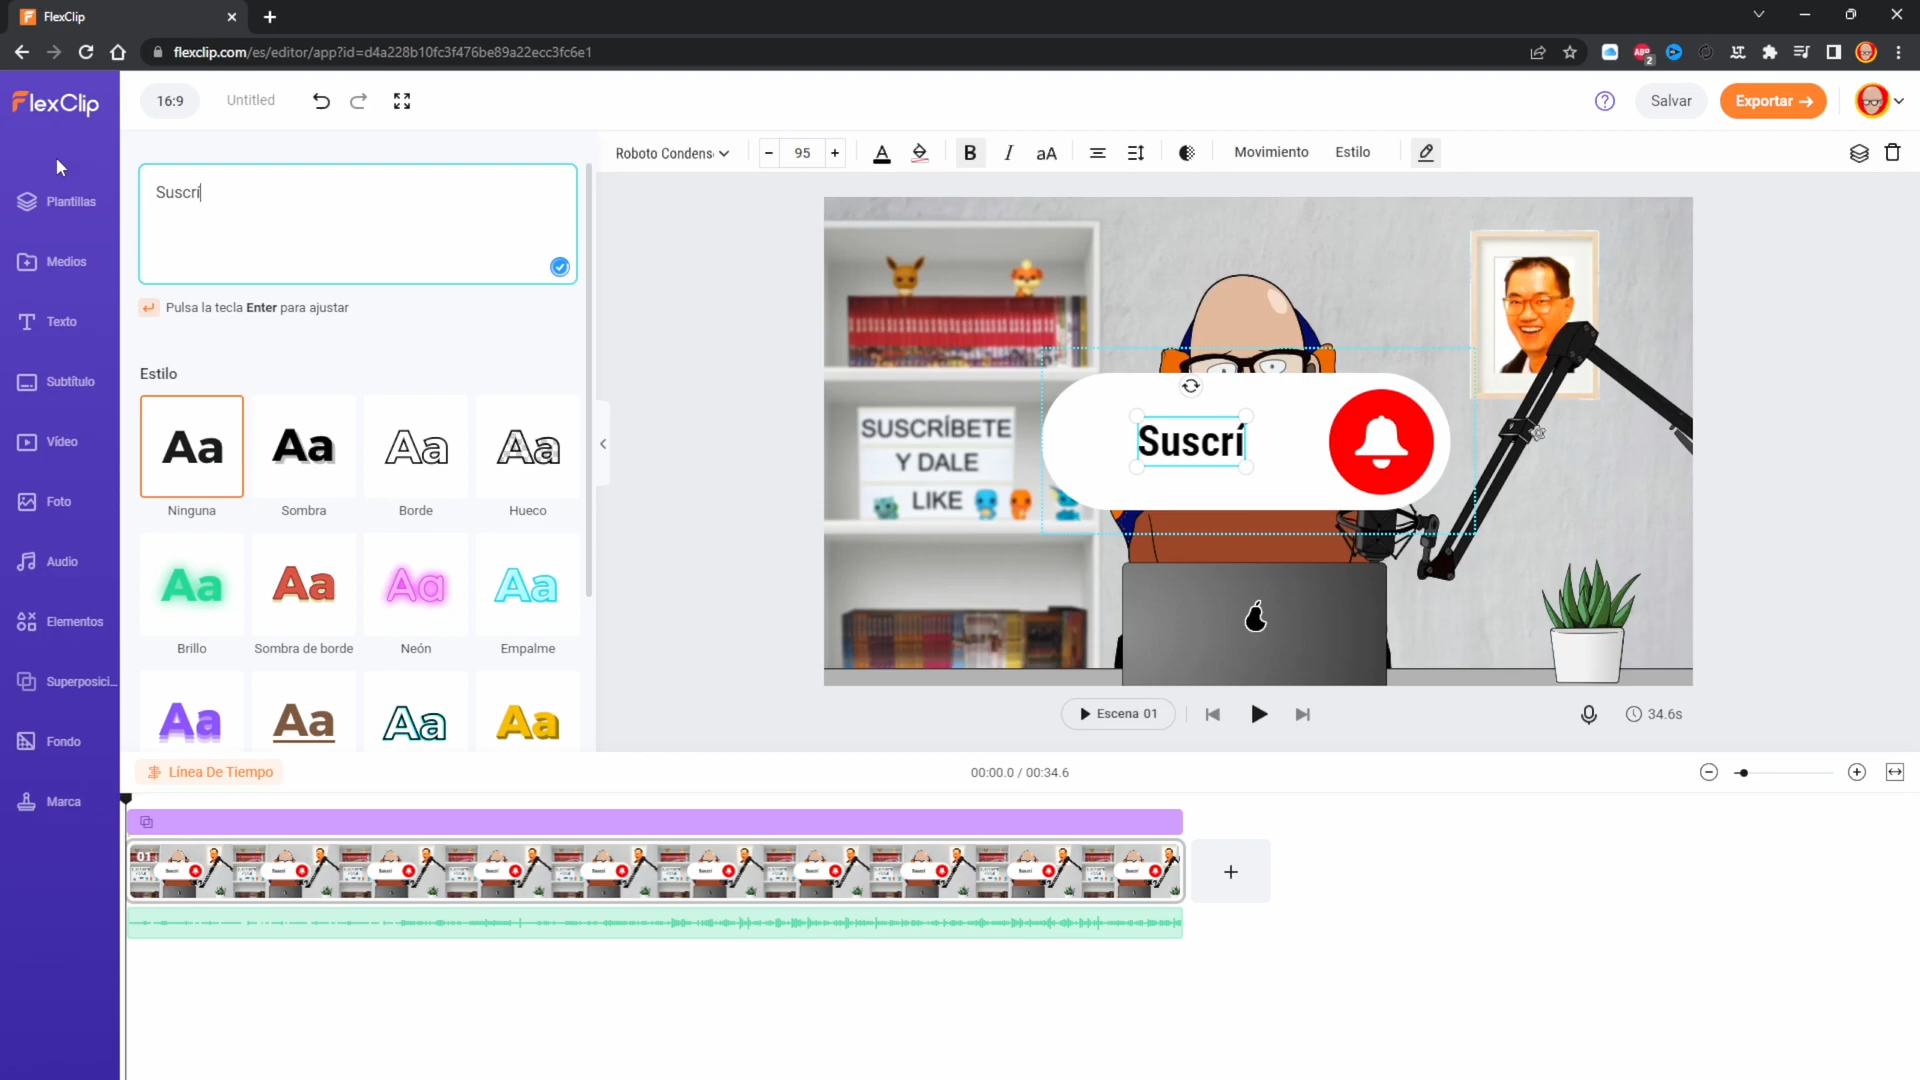 FlexClip
flexclip.com/es/editor/app?id=d4a228b10fc3f476be89a22ecc3fc6e1
ABP
2
FlexClip
16:9
Untitled
Salvar
Exportar
Suscrí
Roboto Condens
95
A
B
I
aA
Movimiento
Estilo
Plantillas
Medios
Texto
Subtítulo
Vídeo
Foto
Audio
Elementos
Superposici...
Fondo
Marca
Pulsa la tecla Enter para ajustar
Estilo
Aa
Aa
Aa
Aa
Ninguna
Sombra
Borde
Hueco
Aa
Aa
Aa
Aa
Brillo
Sombra de borde
Neón
Empalme
Aa
Aa
Aa
Aa
SUSCRÍBETE
Y DALE
LIKE
Suscrí
Escena 01
34.6s
Línea De Tiempo
00:00.0 / 00:34.6
01